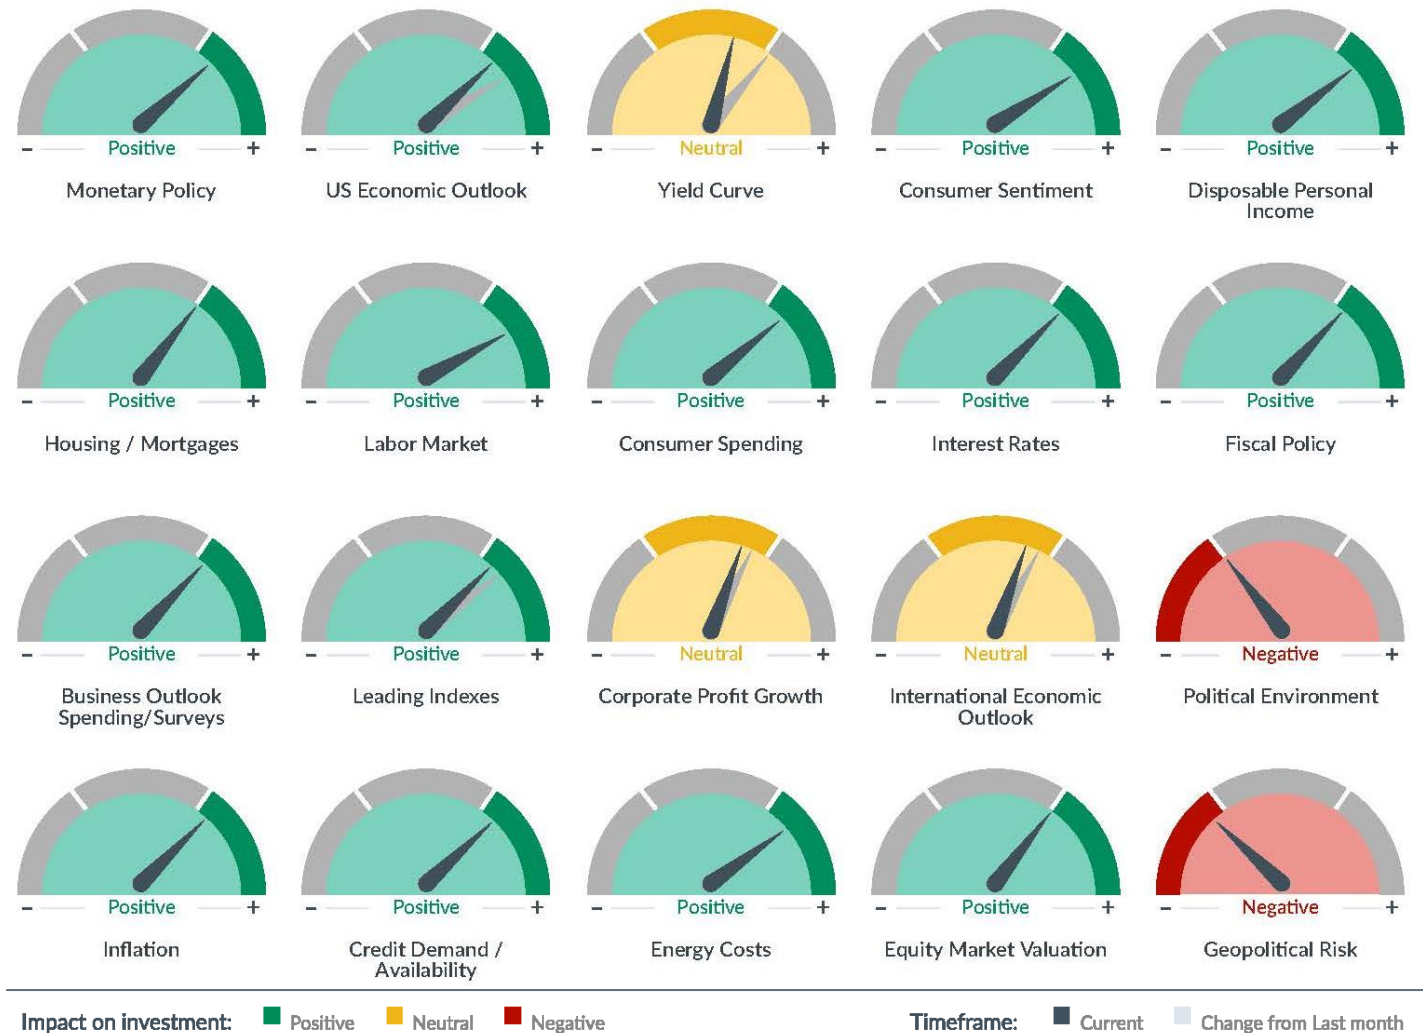 - Positive + - Positive + - Neutral + - Positive + - Positive +
Monetary Policy US Economic Outlook Yield Curve Consumer Sentiment Disposable Personal
Income
- Positive + - Positive + - Positive + - Positive + - Positive +
Housing / Mortgages Labor Market Consumer Spending Interest Rates Fiscal Policy
- Positive + - Positive + - Neutral + - Neutral + - Negative +
Business Outlook Leading Indexes Corporate Profit Growth International Economic Political Environment
Spending/Surveys Outlook
- Positive + - Positive + - Positive + - Positive + - Negative +
Inflation Credit Demand / Energy Costs Equity Market Valuation Geopolitical Risk
Availability
Impact on investment: Positive Neutral Negative Timeframe: Current Change from Last month